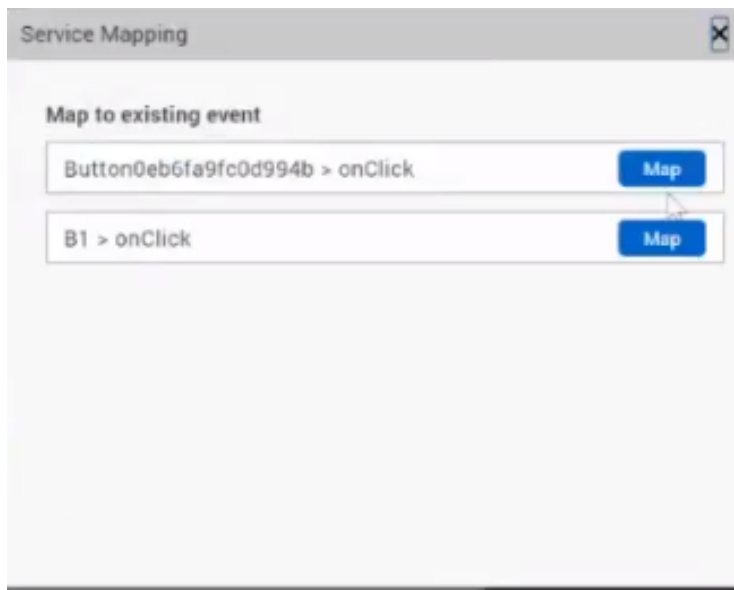 Service Mapping
Map to existing event
Button0eb6fa9fc0d994b > onClick Map
B1 > onClick Map